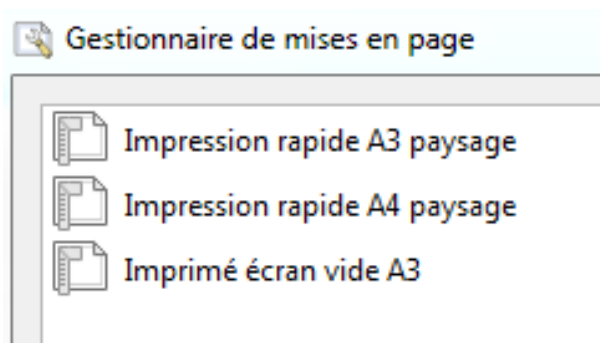 Gestionnaire de mises en page
Impression rapide A3 paysage
Impression rapide A4 paysage
Imprimé écran vide A3